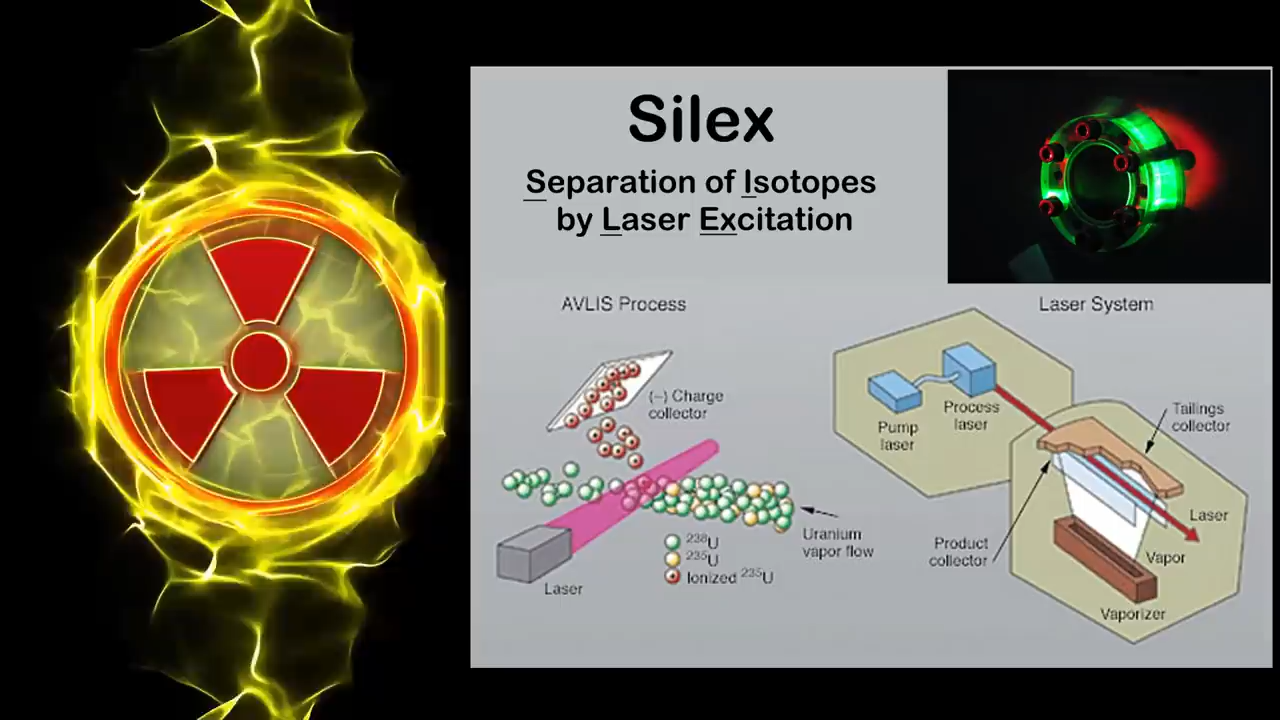 Silex
Separation of Isotopes
by Laser Excitation
AVLIS Process
(–) Charge
collector
Uranium
vapor flow
²³⁸U
²³⁵U
Ionized ²³⁵U
Laser
Laser System
Pump
laser
Process
laser
Tailings
collector
Laser
Product
collector
Vapor
Vaporizer